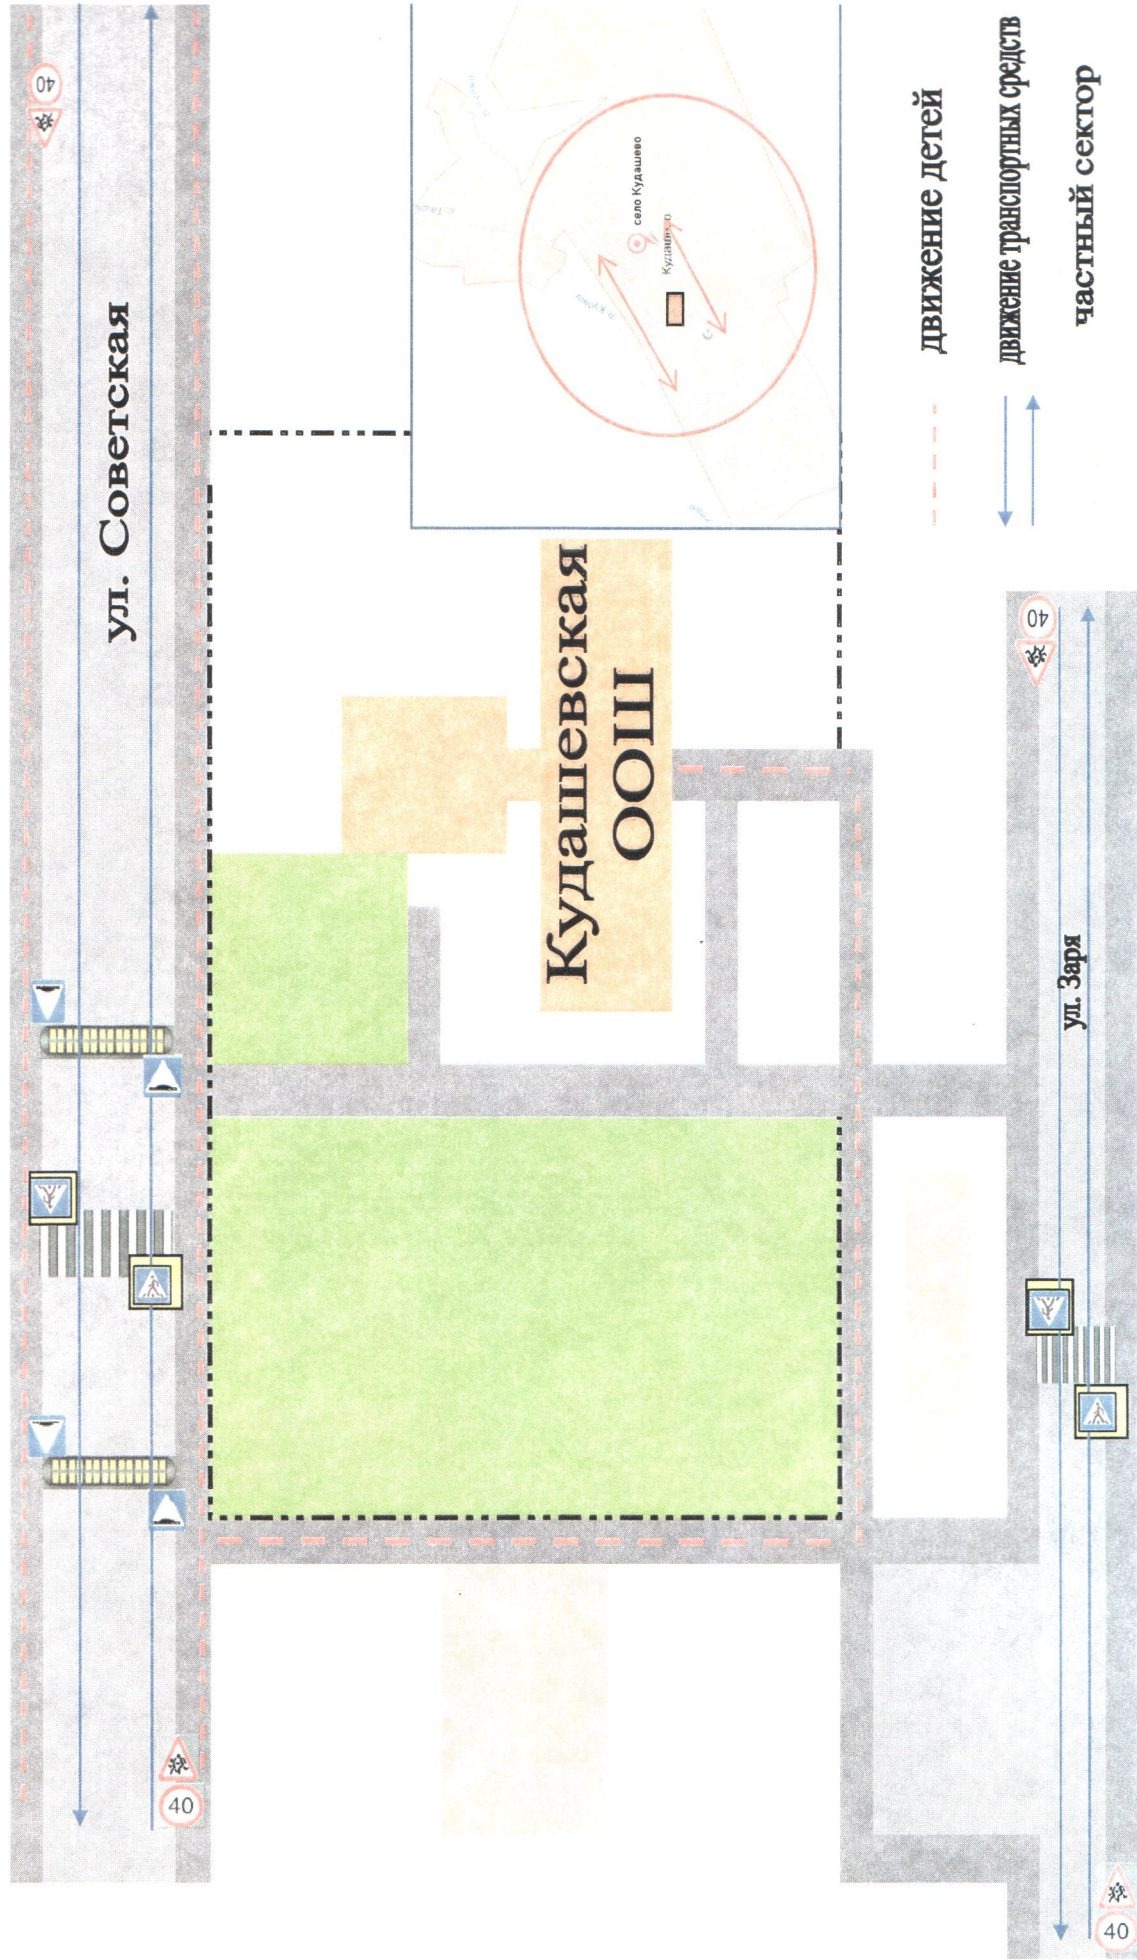 ул. Советская
40
40
село Кудашево
Кудашево
Кудашевская
ООШ
движение детей
движение транспортных средств
частный сектор
ул. Заря
40
40